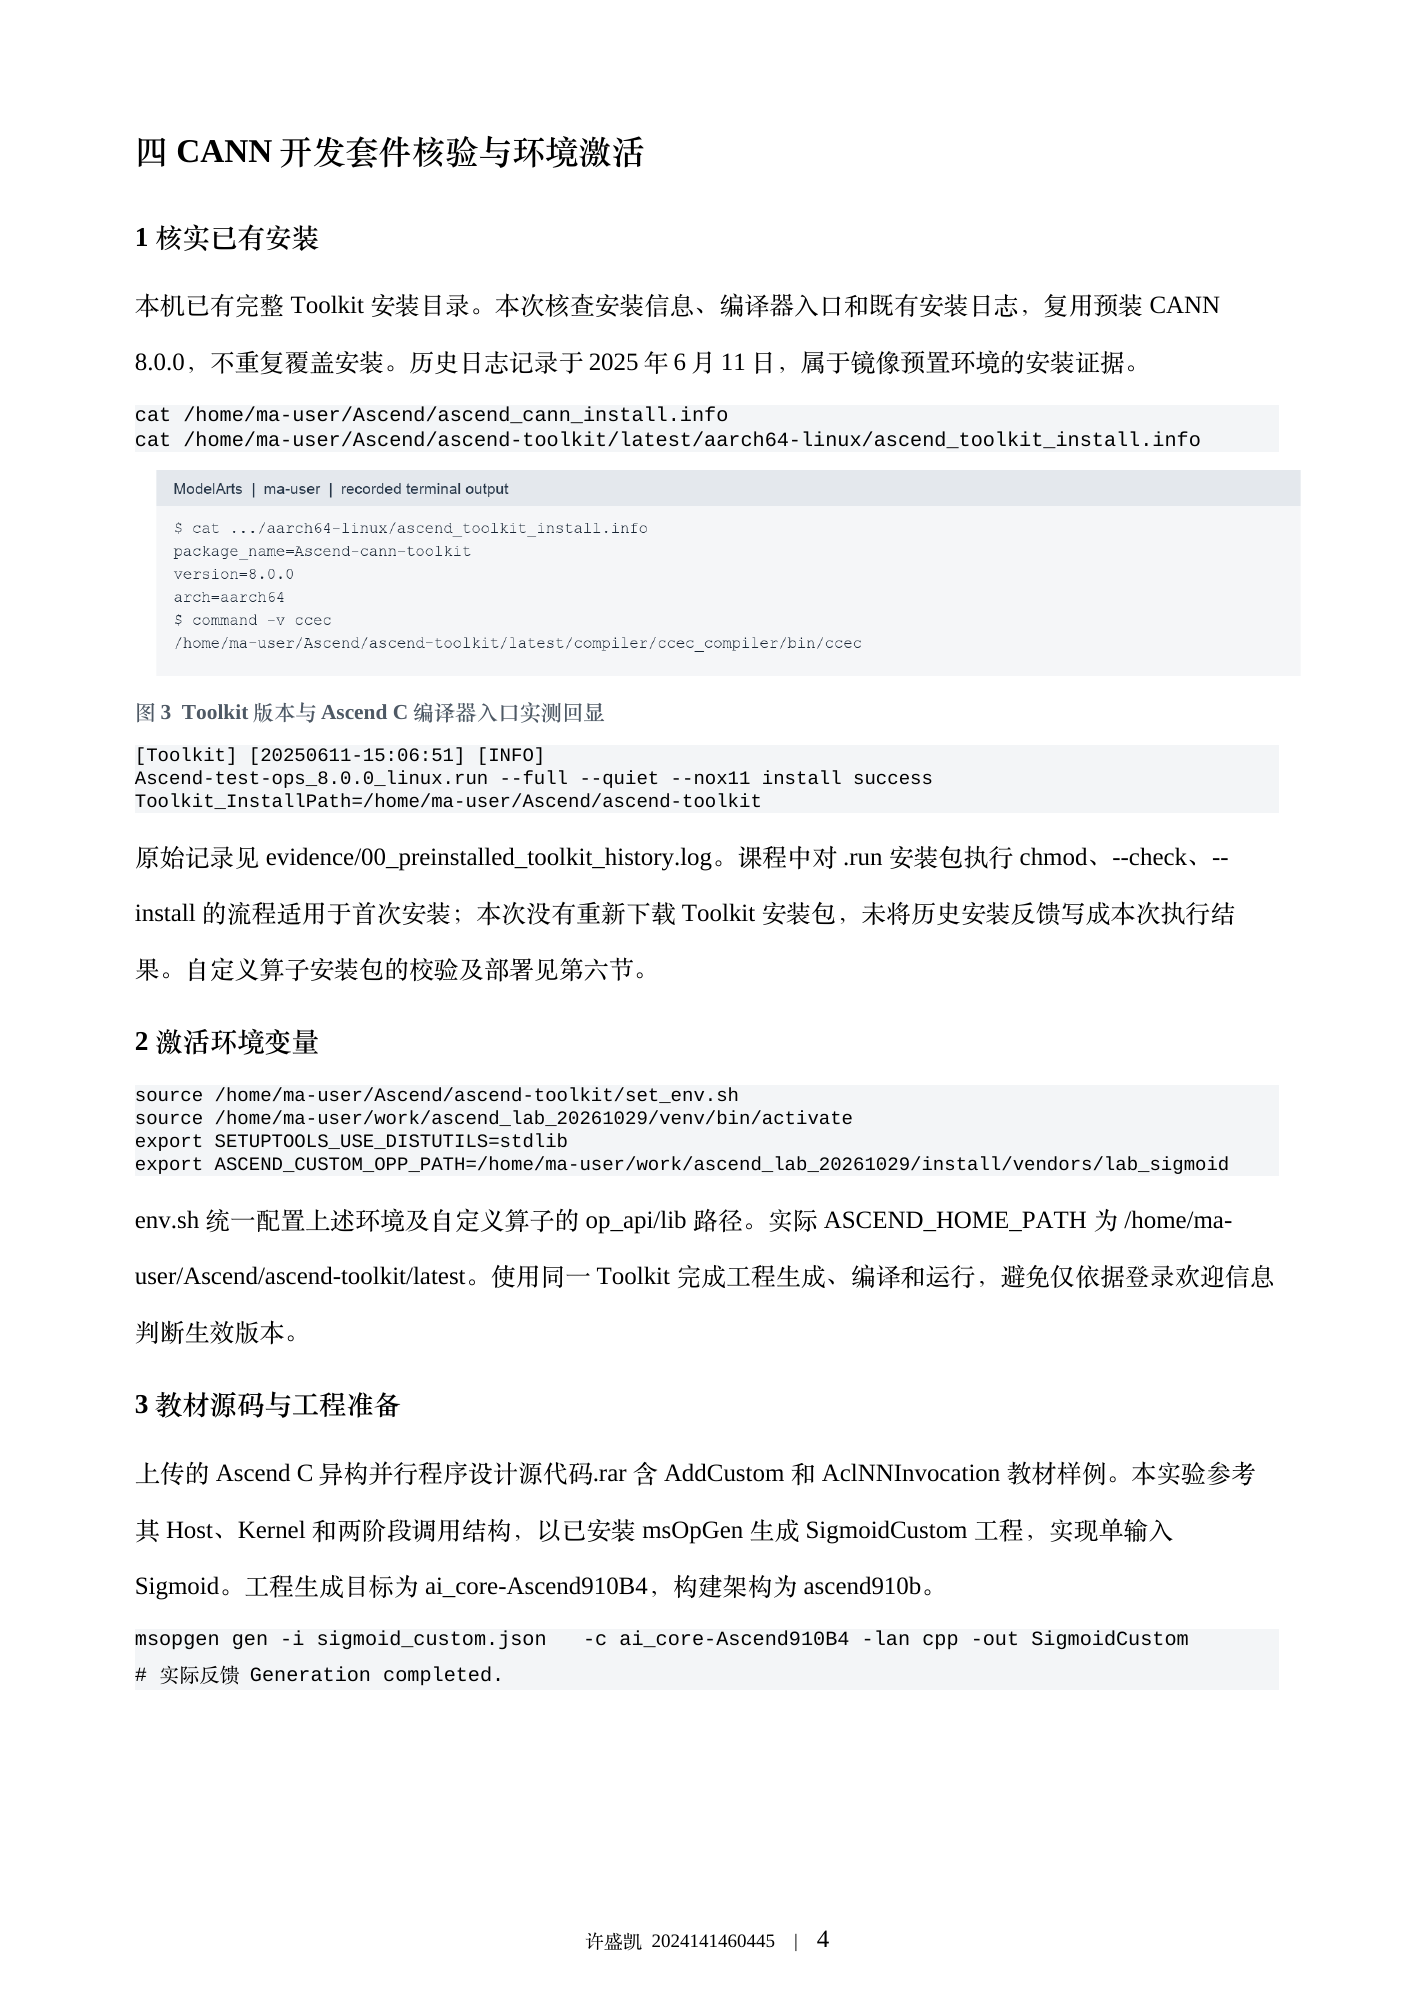 四 CANN 开发套件核验与环境激活
1 核实已有安装
本机已有完整 Toolkit 安装目录。本次核查安装信息、编译器入口和既有安装日志，复用预装 CANN
8.0.0，不重复覆盖安装。历史日志记录于 2025 年 6 月 11 日，属于镜像预置环境的安装证据。
cat /home/ma-user/Ascend/ascend_cann_install.info
cat /home/ma-user/Ascend/ascend-toolkit/latest/aarch64-linux/ascend_toolkit_install.info
ModelArts | ma-user | recorded terminal output
$ cat .../aarch64-linux/ascend_toolkit_install.info
package_name=Ascend-cann-toolkit
version=8.0.0
arch=aarch64
$ command -v ccec
/home/ma-user/Ascend/ascend-toolkit/latest/compiler/ccec_compiler/bin/ccec
图 3 Toolkit 版本与 Ascend C 编译器入口实测回显
[Toolkit] [20250611-15:06:51] [INFO]
Ascend-test-ops_8.0.0_linux.run --full --quiet --nox11 install success
Toolkit_InstallPath=/home/ma-user/Ascend/ascend-toolkit
原始记录见 evidence/00_preinstalled_toolkit_history.log。课程中对 .run 安装包执行 chmod、--check、--
install 的流程适用于首次安装；本次没有重新下载 Toolkit 安装包，未将历史安装反馈写成本次执行结
果。自定义算子安装包的校验及部署见第六节。
2 激活环境变量
source /home/ma-user/Ascend/ascend-toolkit/set_env.sh
source /home/ma-user/work/ascend_lab_20261029/venv/bin/activate
export SETUPTOOLS_USE_DISTUTILS=stdlib
export ASCEND_CUSTOM_OPP_PATH=/home/ma-user/work/ascend_lab_20261029/install/vendors/lab_sigmoid
env.sh 统一配置上述环境及自定义算子的 op_api/lib 路径。实际 ASCEND_HOME_PATH 为 /home/ma-
user/Ascend/ascend-toolkit/latest。使用同一 Toolkit 完成工程生成、编译和运行，避免仅依据登录欢迎信息
判断生效版本。
3 教材源码与工程准备
上传的 Ascend C 异构并行程序设计源代码.rar 含 AddCustom 和 AclNNInvocation 教材样例。本实验参考
其 Host、Kernel 和两阶段调用结构，以已安装 msOpGen 生成 SigmoidCustom 工程，实现单输入
Sigmoid。工程生成目标为 ai_core-Ascend910B4，构建架构为 ascend910b。
msopgen gen -i sigmoid_custom.json   -c ai_core-Ascend910B4 -lan cpp -out SigmoidCustom
# 实际反馈 Generation completed.
许盛凯 2024141460445 | 4